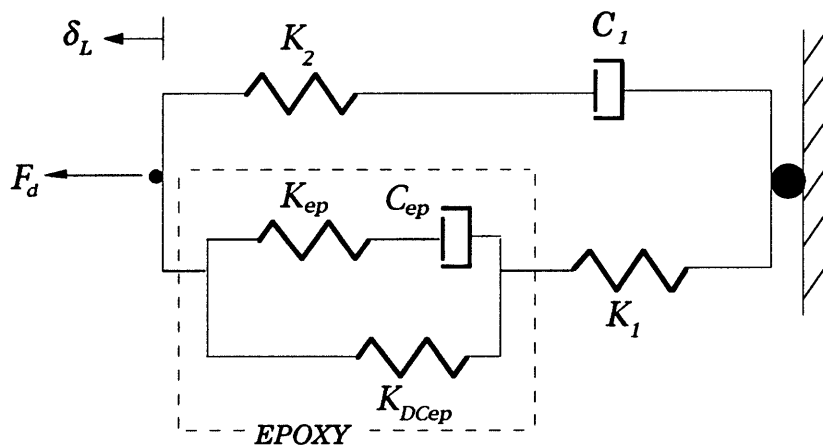 δ_L
K_2
C_1
F_d
K_ep
C_ep
K_1
K_DCep
EPOXY